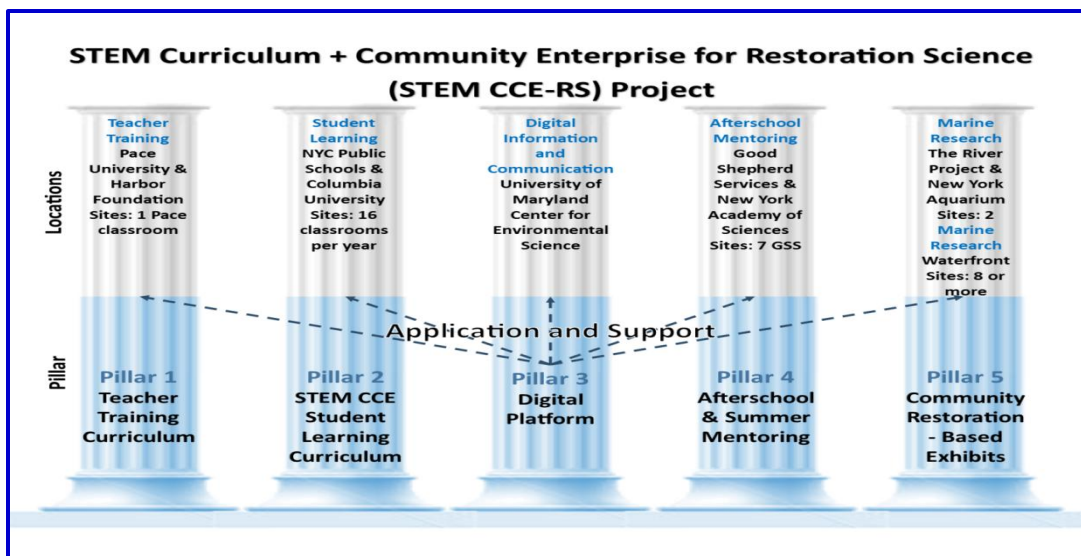 STEM Curriculum + Community Enterprise for Restoration Science
(STEM CCE-RS) Project
Locations
Teacher
Training
Pace
University &
Harbor
Foundation
Sites: 1 Pace
classroom
Student
Learning
NYC Public
Schools &
Columbia
University
Sites: 16
classrooms
per year
Digital
Information
and
Communication
University of
Maryland
Center for
Environmental
Science
Afterschool
Mentoring
Good
Shepherd
Services &
New York
Academy of
Sciences
Sites: 7 GSS
Marine
Research
The River
Project &
New York
Aquarium
Sites: 2
Marine
Research
Waterfront
Sites: 8 or
more
Application and Support
Pillar
Pillar 1
Teacher
Training
Curriculum
Pillar 2
STEM CCE
Student
Learning
Curriculum
Pillar 3
Digital
Platform
Pillar 4
Afterschool
& Summer
Mentoring
Pillar 5
Community
Restoration
- Based
Exhibits